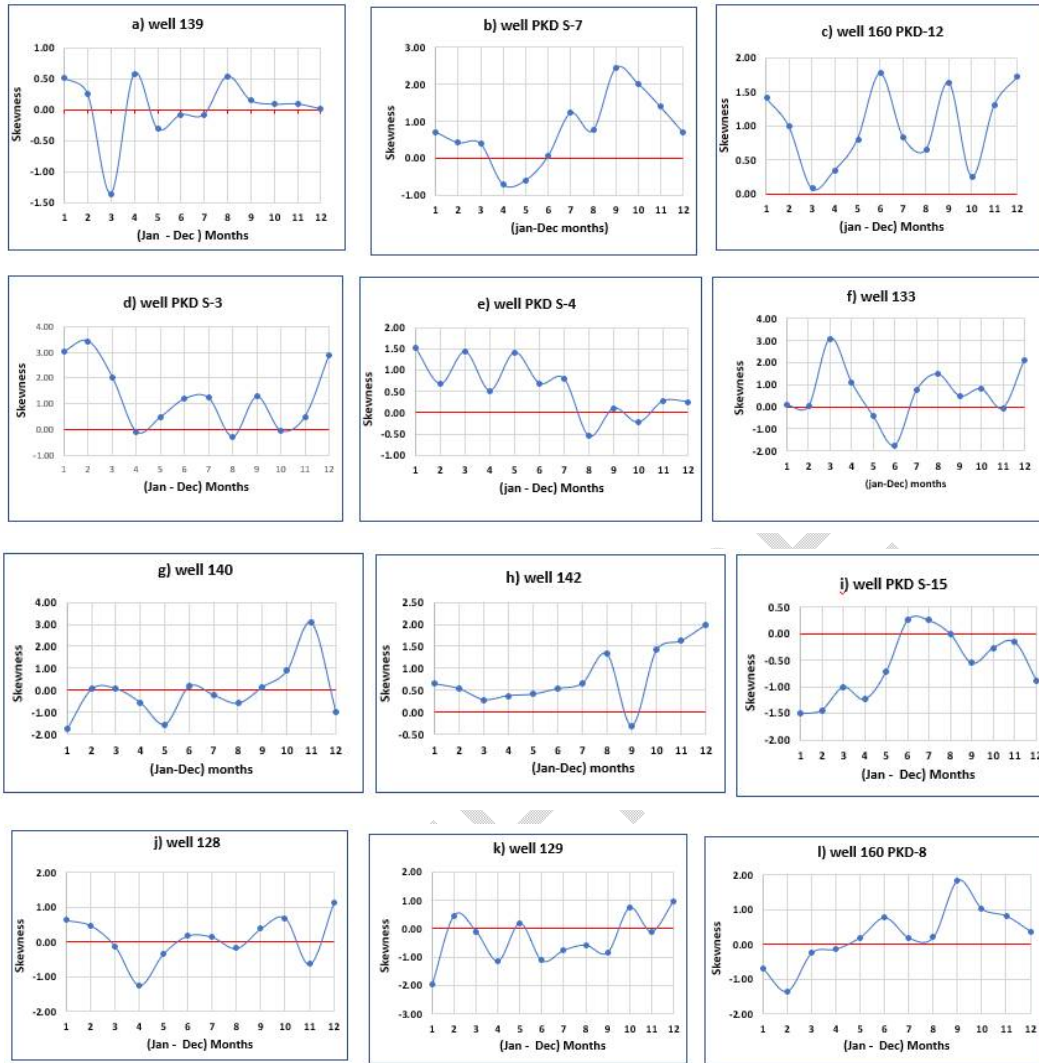 a) well 139
1.00
0.50
0.00
-0.50
-1.00
-1.50
Skewness
1 2 3 4 5 6 7 8 9 10 11 12
(Jan - Dec ) Months
b) well PKD S-7
3.00
2.00
1.00
0.00
-1.00
Skewness
1 2 3 4 5 6 7 8 9 10 11 12
(jan-Dec months)
c) well 160 PKD-12
2.00
1.50
1.00
0.50
0.00
Skewness
1 2 3 4 5 6 7 8 9 10 11 12
(jan - Dec) Months
d) well PKD S-3
4.00
3.00
2.00
1.00
0.00
-1.00
Skewness
1 2 3 4 5 6 7 8 9 10 11 12
(Jan - Dec) Months
e) well PKD S-4
2.00
1.50
1.00
0.50
0.00
-0.50
-1.00
Skewness
1 2 3 4 5 6 7 8 9 10 11 12
(Jan - Dec) Months
f) well 133
4.00
3.00
2.00
1.00
0.00
-1.00
-2.00
Skewness
1 2 3 4 5 6 7 8 9 10 11 12
(jan-Dec) months
g) well 140
4.00
3.00
2.00
1.00
0.00
-1.00
-2.00
Skewness
1 2 3 4 5 6 7 8 9 10 11 12
(Jan-Dec) months
h) well 142
2.50
2.00
1.50
1.00
0.50
0.00
-0.50
Skewness
1 2 3 4 5 6 7 8 9 10 11 12
(Jan-Dec) months
i) well PKD S-15
0.50
0.00
-0.50
-1.00
-1.50
-2.00
Skewness
1 2 3 4 5 6 7 8 9 10 11 12
(Jan - Dec) Months
j) well 128
2.00
1.00
0.00
-1.00
-2.00
Skewness
1 2 3 4 5 6 7 8 9 10 11 12
(Jan - Dec) Months
k) well 129
2.00
1.00
0.00
-1.00
-2.00
-3.00
Skewness
1 2 3 4 5 6 7 8 9 10 11 12
(Jan - Dec) Months
l) well 160 PKD-8
2.00
1.00
0.00
-1.00
-2.00
Skewness
1 2 3 4 5 6 7 8 9 10 11 12
(Jan - Dec) Months